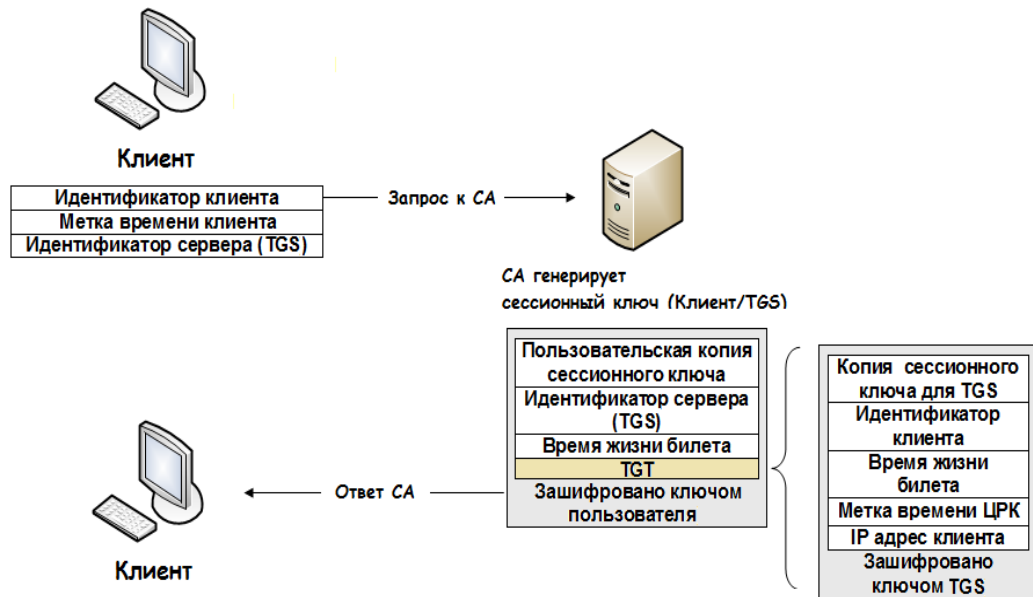 Клиент
Идентификатор клиента
Метка времени клиента
Идентификатор сервера (TGS)
Запрос к СА
СА генерирует
сессионный ключ (Клиент/TGS)
Пользовательская копия
сессионного ключа
Идентификатор сервера
(TGS)
Время жизни билета
TGT
Зашифровано ключом
пользователя
Копия сессионного
ключа для TGS
Идентификатор
клиента
Время жизни
билета
Метка времени ЦРК
IP адрес клиента
Зашифровано
ключом TGS
Ответ СА
Клиент